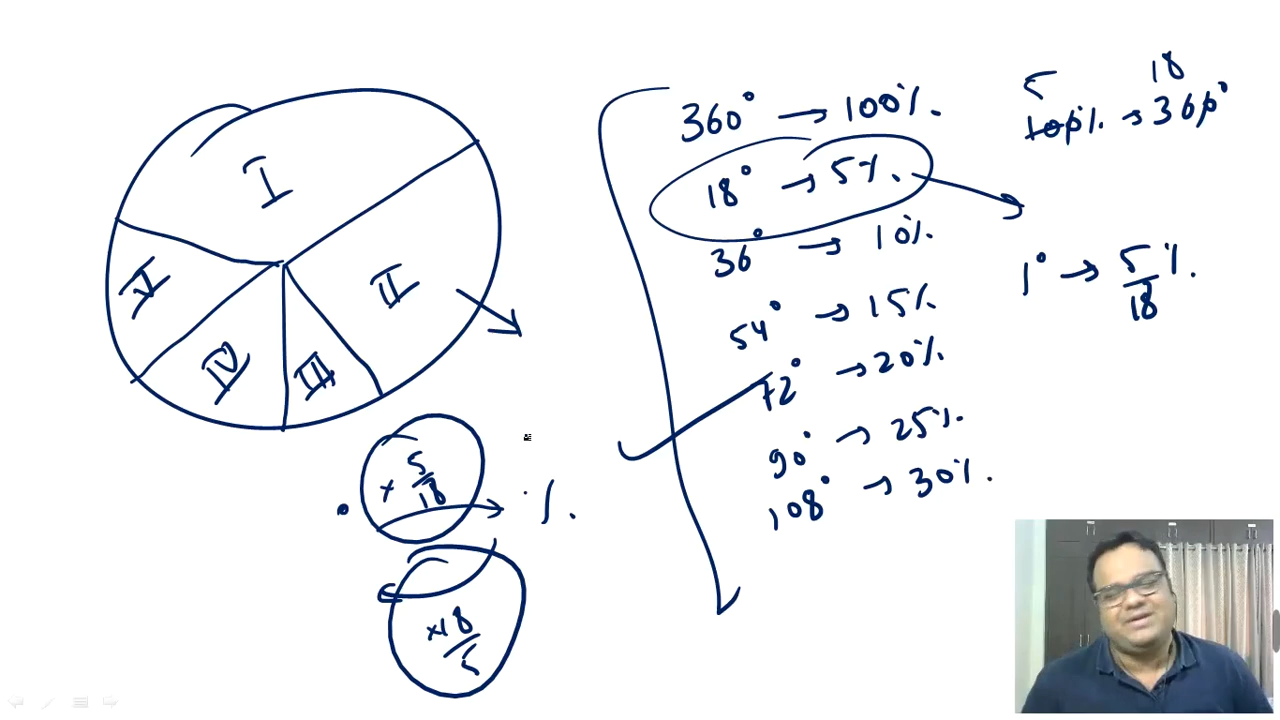 I
II
III
IV
V
360° → 100%.
18° → 5%.
36° → 10%.
54° → 15%
72° → 20%
90° → 25%
108° → 30%.
5 18
100% → 360°
1° → 5/18 %.
° × 5/18 → %.
× 18/5